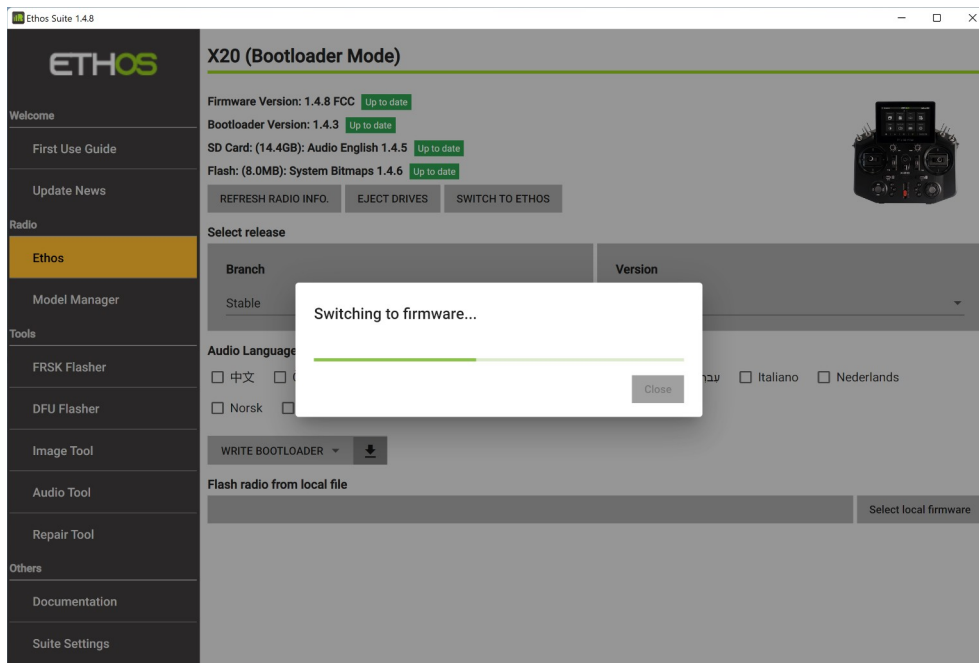 Ethos Suite 1.4.8
ETHOS
X20 (Bootloader Mode)
Firmware Version: 1.4.8 FCC Up to date
Bootloader Version: 1.4.3 Up to date
SD Card: (14.4GB): Audio English 1.4.5 Up to date
Flash: (8.0MB): System Bitmaps 1.4.6 Up to date
REFRESH RADIO INFO. EJECT DRIVES SWITCH TO ETHOS
Welcome
First Use Guide
Update News
Radio
Ethos
Model Manager
Tools
FRSK Flasher
DFU Flasher
Image Tool
Audio Tool
Repair Tool
Others
Documentation
Suite Settings
Select release
Branch Version
Stable
Switching to firmware...
Close
Audio Language
中文 Italiano Nederlands
Norsk
WRITE BOOTLOADER
Flash radio from local file
Select local firmware